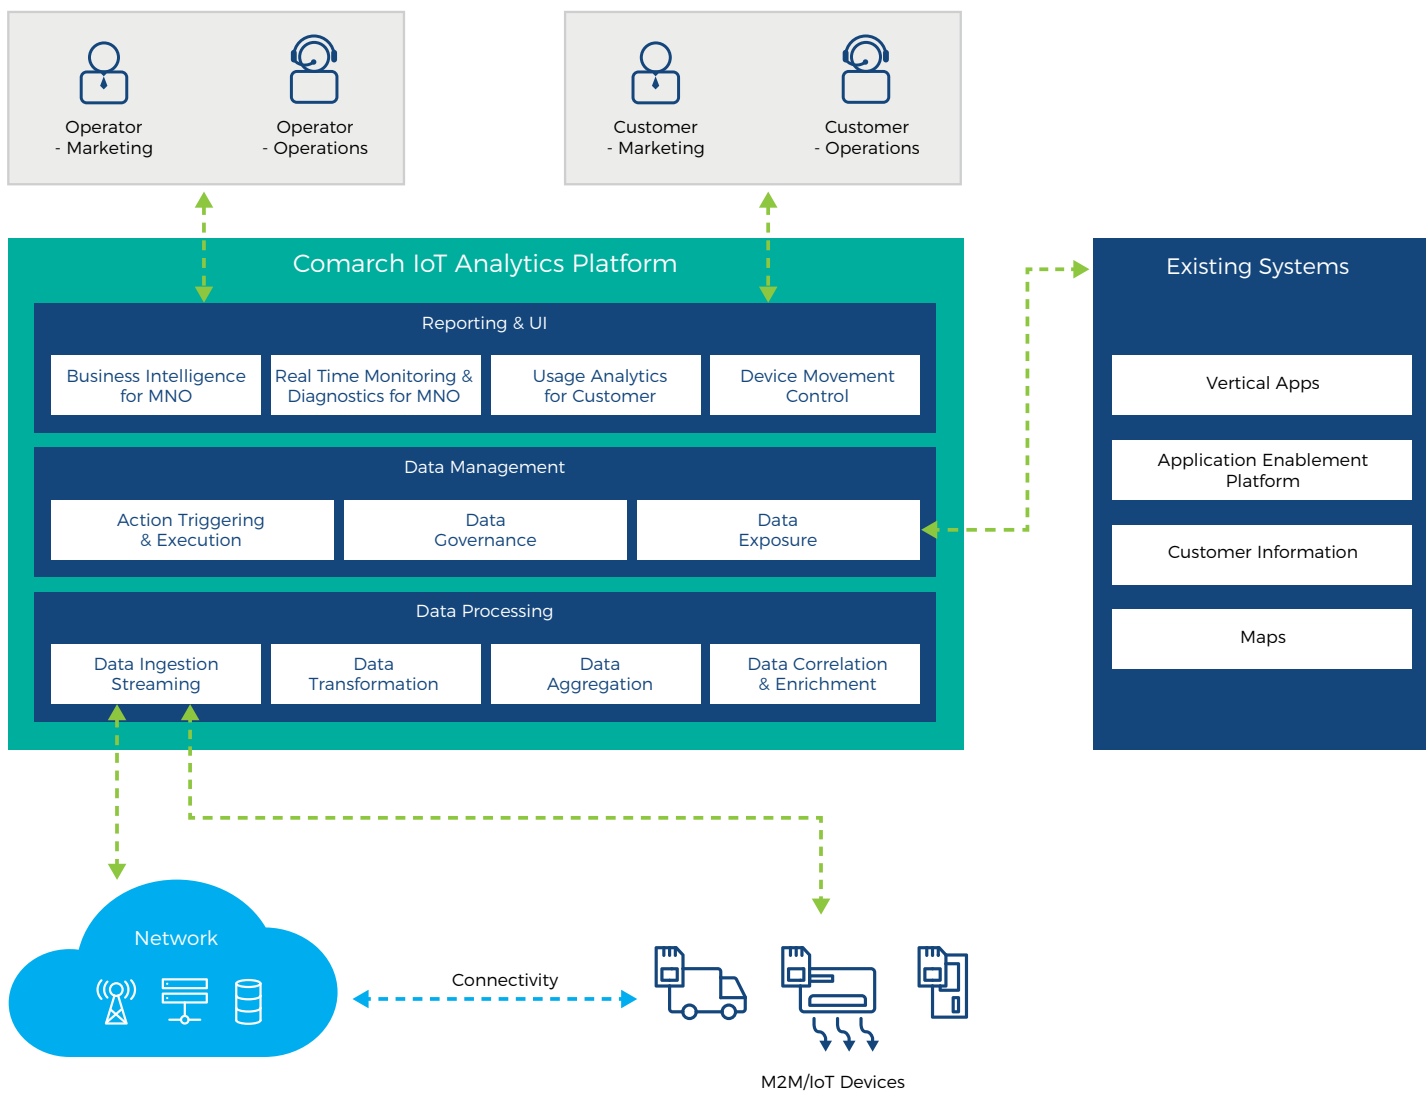 Operator
- Marketing
Operator
- Operations
Customer
- Marketing
Customer
- Operations
Comarch IoT Analytics Platform
Reporting & UI
Business Intelligence
for MNO
Real Time Monitoring &
Diagnostics for MNO
Usage Analytics
for Customer
Device Movement
Control
Data Management
Action Triggering
& Execution
Data
Governance
Data
Exposure
Data Processing
Data Ingestion
Streaming
Data
Transformation
Data
Aggregation
Data Correlation
& Enrichment
Existing Systems
Vertical Apps
Application Enablement
Platform
Customer Information
Maps
Network
Connectivity
M2M/IoT Devices